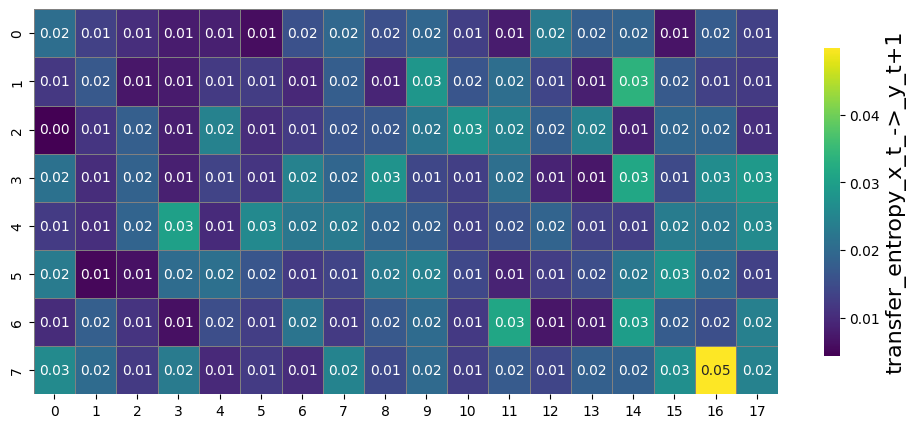 0 0.02 0.01 0.01 0.01 0.01 0.01 0.02 0.02 0.02 0.02 0.01 0.01 0.02 0.02 0.02 0.01 0.02 0.01
1 0.01 0.02 0.01 0.01 0.01 0.01 0.01 0.02 0.01 0.03 0.02 0.02 0.01 0.01 0.03 0.02 0.01 0.01
2 0.00 0.01 0.02 0.01 0.02 0.01 0.01 0.02 0.02 0.02 0.03 0.02 0.02 0.02 0.01 0.02 0.02 0.01
3 0.02 0.01 0.02 0.01 0.01 0.01 0.02 0.02 0.03 0.01 0.01 0.02 0.01 0.01 0.03 0.01 0.03 0.03
4 0.01 0.01 0.02 0.03 0.01 0.03 0.02 0.02 0.02 0.02 0.01 0.02 0.02 0.01 0.01 0.02 0.02 0.03
5 0.02 0.01 0.01 0.02 0.02 0.02 0.01 0.01 0.02 0.02 0.01 0.01 0.01 0.02 0.02 0.03 0.02 0.01
6 0.01 0.02 0.01 0.01 0.02 0.01 0.02 0.01 0.02 0.02 0.01 0.03 0.01 0.01 0.03 0.02 0.02 0.02
7 0.03 0.02 0.01 0.02 0.01 0.01 0.01 0.02 0.01 0.02 0.01 0.02 0.01 0.02 0.02 0.03 0.05 0.02
0 1 2 3 4 5 6 7 8 9 10 11 12 13 14 15 16 17
0.04
0.03
0.02
0.01
transfer_entropy_x_t_->_y_t+1